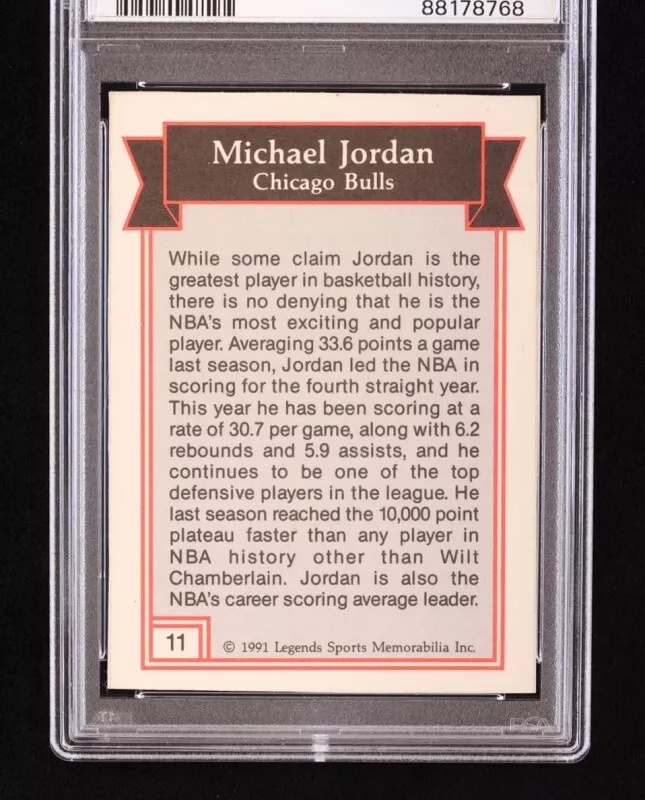 88178768
Michael Jordan
Chicago Bulls
While some claim Jordan is the
greatest player in basketball history,
there is no denying that he is the
NBA's most exciting and popular
player. Averaging 33.6 points a game
last season, Jordan led the NBA in
scoring for the fourth straight year.
This year he has been scoring at a
rate of 30.7 per game, along with 6.2
rebounds and 5.9 assists, and he
continues to be one of the top
defensive players in the league. He
last season reached the 10,000 point
plateau faster than any player in
NBA history other than Wilt
Chamberlain. Jordan is also the
NBA's career scoring average leader.
11
© 1991 Legends Sports Memorabilia Inc.
PSA